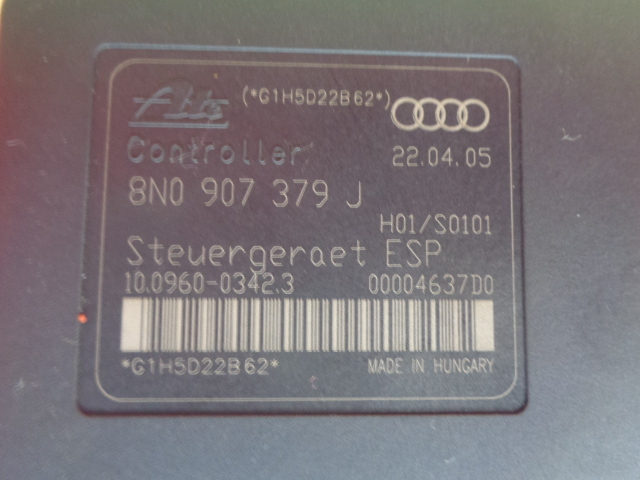 Ate (*G1H5D22B62*)
Controller 22.04.05
8N0 907 379 J
H01/S0101
Steuergeraet ESP
10.0960-0342.3 00004637D0
*G1H5D22B62* MADE IN HUNGARY